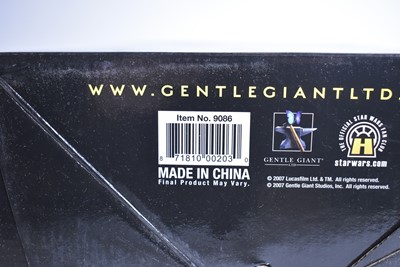 WWW.GENTLEGIANTLTD.
Item No. 9086
8 71810 00203 0
MADE IN CHINA
Final Product May Vary.
GENTLE GIANT
LTD
THE OFFICIAL STAR WARS FAN CLUB
H
starwars.com
© 2007 Lucasfilm Ltd. & TM. All rights reserved.
© 2007 Gentle Giant Studios, Inc. All rights reserved.